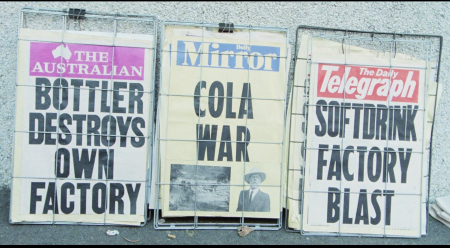 THE
AUSTRALIAN
BOTTLER
DESTROYS
OWN
FACTORY
Daily
Mirror
COLA
WAR
The Daily
Telegraph
SOFTDRINK
FACTORY
BLAST